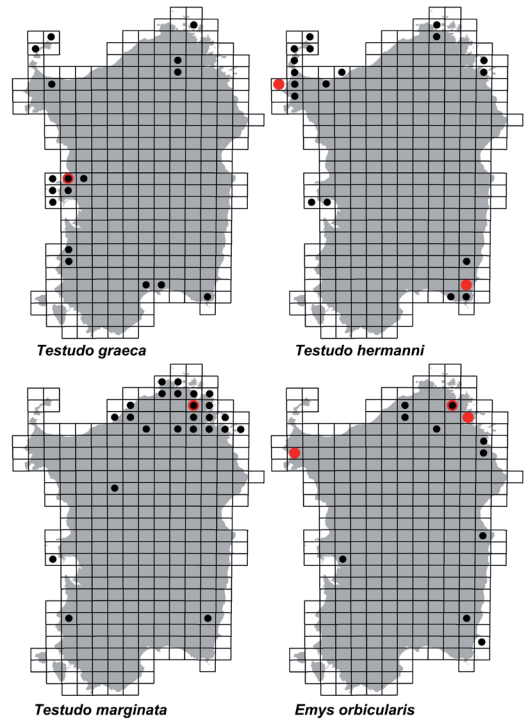 Testudo graeca
Testudo hermanni
Testudo marginata
Emys orbicularis